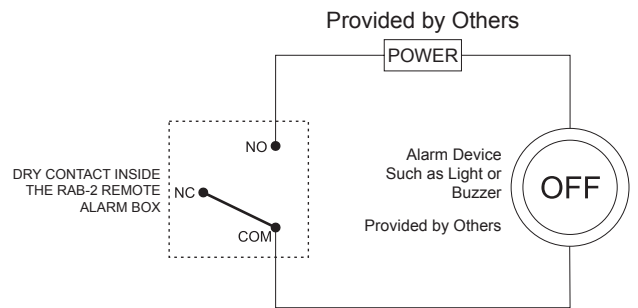 Provided by Others
POWER
NO
DRY CONTACT INSIDE
THE RAB-2 REMOTE
ALARM BOX
NC
COM
Alarm Device
Such as Light or
Buzzer
Provided by Others
OFF